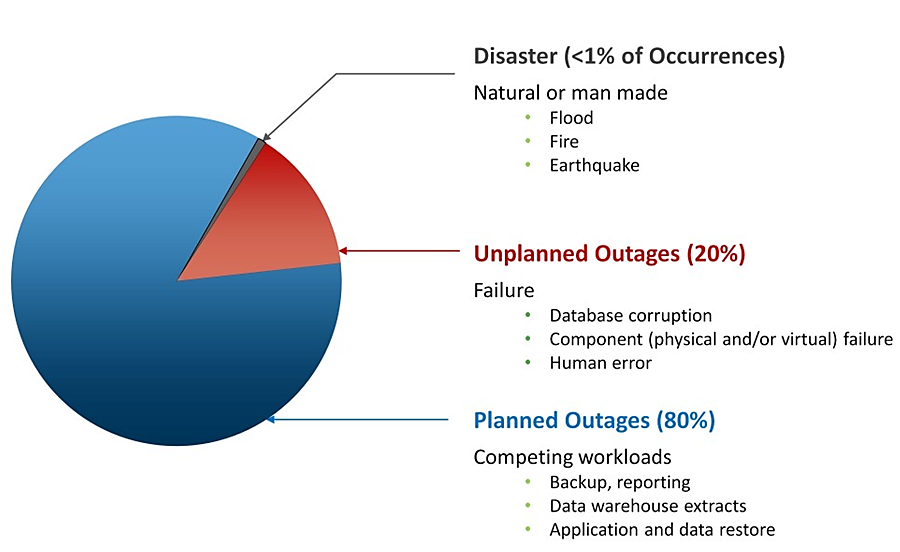 Disaster (<1% of Occurrences)
Natural or man made
• Flood
• Fire
• Earthquake
Unplanned Outages (20%)
Failure
• Database corruption
• Component (physical and/or virtual) failure
• Human error
Planned Outages (80%)
Competing workloads
• Backup, reporting
• Data warehouse extracts
• Application and data restore